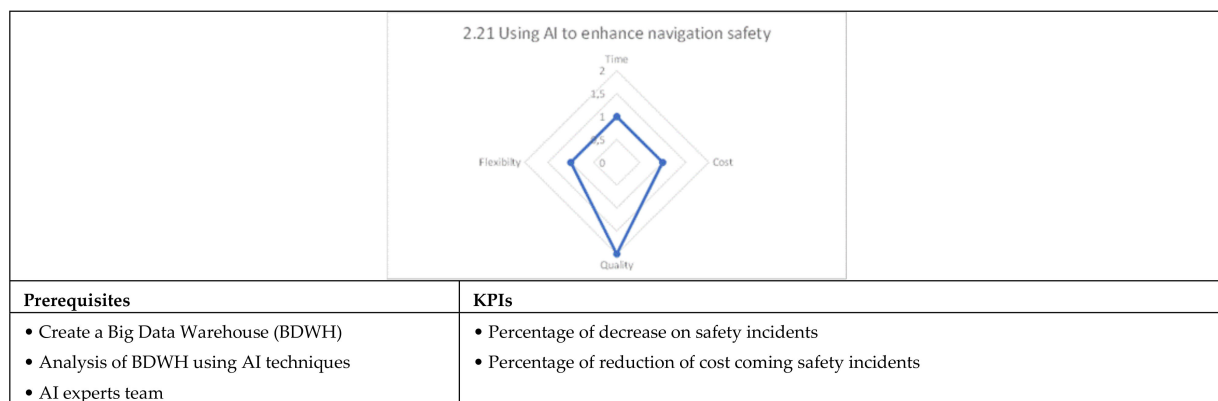 2.21 Using AI to enhance navigation safety
Time
2
1,5
1
0,5
0
Flexibilty
Cost
Quality
Prerequisites
KPIs
• Create a Big Data Warehouse (BDWH)
• Percentage of decrease on safety incidents
• Analysis of BDWH using AI techniques
• Percentage of reduction of cost coming safety incidents
• AI experts team